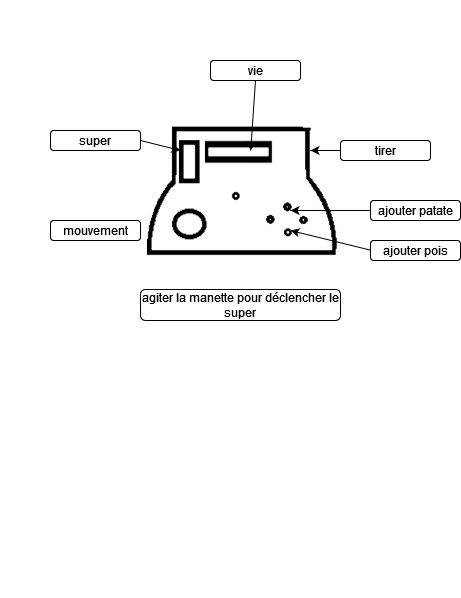 vie
super
tirer
ajouter patate
mouvement
ajouter pois
agiter la manette pour déclencher le
super